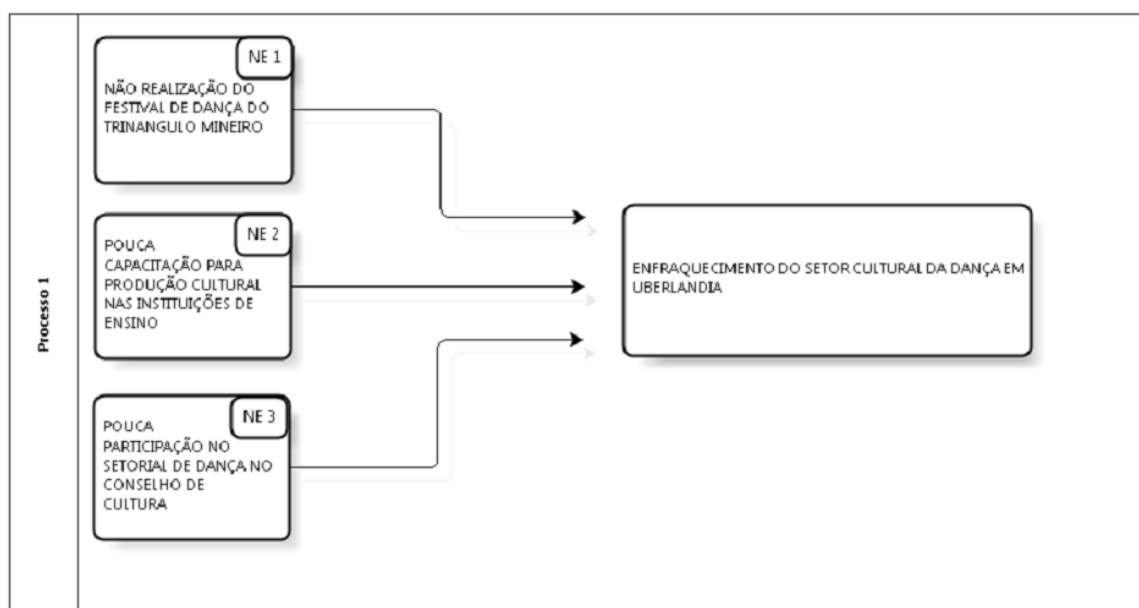 Processo 1
NE 1
NÃO REALIZAÇÃO DO
FESTIVAL DE DANÇA DO
TRINANGULO MINEIRO
NE 2
POUCA
CAPACITAÇÃO PARA
PRODUÇÃO CULTURAL
NAS INSTITUIÇÕES DE
ENSINO
NE 3
POUCA
PARTICIPAÇÃO NO
SETORIAL DE DANÇA NO
CONSELHO DE
CULTURA
ENFRAQUECIMENTO DO SETOR CULTURAL DA DANÇA EM
UBERLANDIA